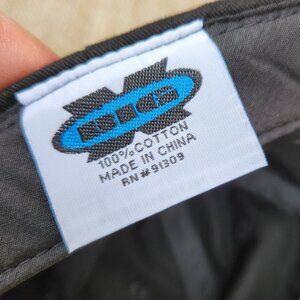 X
100% COTTON
MADE IN CHINA
RN#91309